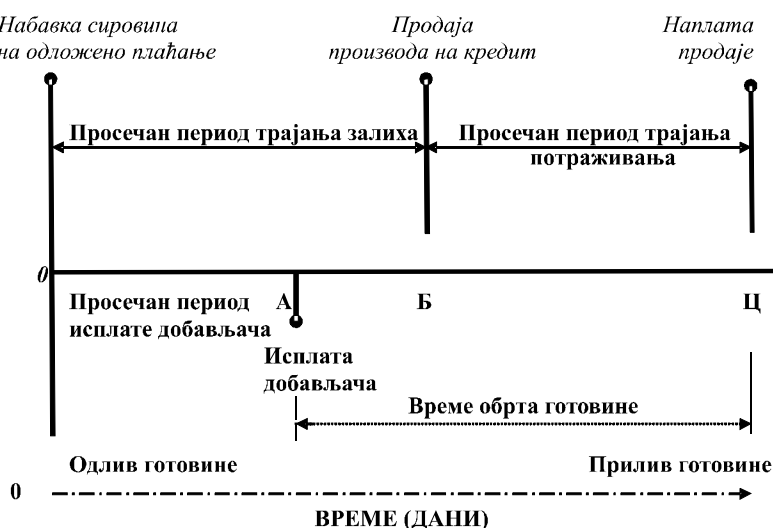 Набавка сировина
на одложено плаћање
Продаја
производа на кредит
Наплата
продаје
Просечан период трајања залиха
Просечан период трајања
потраживања
0
Просечан период
исплате добављача
А
Б
Ц
Исплата
добављача
Време обрта готовине
Одлив готовине
Прилив готовине
0
ВРЕМЕ (ДАНИ)